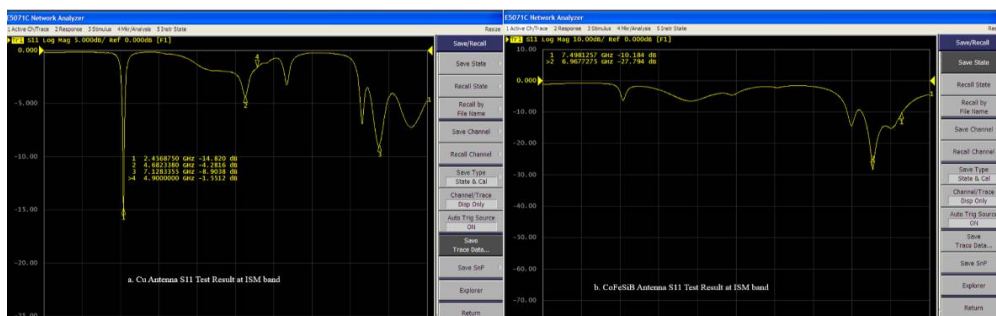 E5071C Network Analyzer
1 Active Ch/Trace 2 Response 3 Stimulus 4 Mkr/Analysis 5 Instr State
Resize
Tr1 S11 Log Mag 5.000dB/ Ref 0.000dB [F1]
0.000
-5.000
-10.00
-15.00
-20.00
-25.00
1 2.4568750 GHz -14.820 dB
2 4.6823380 GHz -4.2816 dB
3 7.1283355 GHz -8.9038 dB
>4 4.9000000 GHz -1.5512 dB
1
2
3
4
1
a. Cu Antenna S11 Test Result at ISM band
Save/Recall
Save State
Recall State
Recall by
File Name
Save Channel
Recall Channel
Save Type
State & Cal
Channel/Trace
Disp Only
Auto Trig Source
ON
Save
Trace Data...
Save SnP
Explorer
Return
E5071C Network Analyzer
1 Active Ch/Trace 2 Response 3 Stimulus 4 Mkr/Analysis 5 Instr State
Tr1 S11 Log Mag 10.00dB/ Ref 0.000dB [F1]
10.00
0.000
-10.00
-20.00
-30.00
-40.00
-50.00
-60.00
-70.00
1 7.4981257 GHz -10.184 dB
>2 6.9677275 GHz -27.794 dB
1
1
b. CoFeSiB Antenna S11 Test Result at ISM band
Save/Recall
Save State
Recall State
Recall by
File Name
Save Channel
Recall Channel
Save Type
State & Cal
Channel/Trace
Disp Only
Auto Trig Source
ON
Save
Trace Data...
Save SnP
Explorer
Return